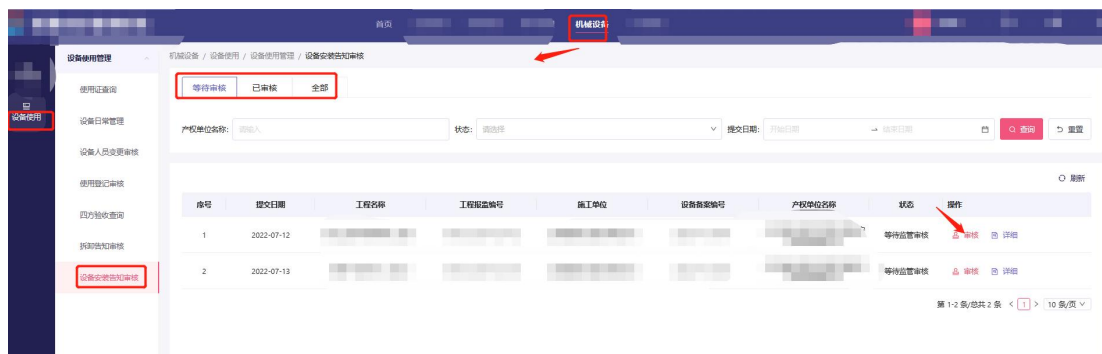 首页 机械设备
设备使用
设备使用管理
使用证查询
设备日常管理
设备人员变更审核
使用登记审核
四方验收查询
拆卸告知审核
设备安装告知审核
机械设备 / 设备使用 / 设备使用管理 / 设备安装告知审核
等待审核 已审核 全部
产权单位名称: 请输入 状态: 请选择 提交日期: 开始日期 → 结束日期 查询 重置
刷新
序号 提交日期 工程名称 工程报监编号 施工单位 设备备案编号 产权单位名称 状态 操作
1 2022-07-12 等待监管审核 审核 详细
2 2022-07-13 等待监管审核 审核 详细
第 1-2 条/总共 2 条 < 1 > 10 条/页